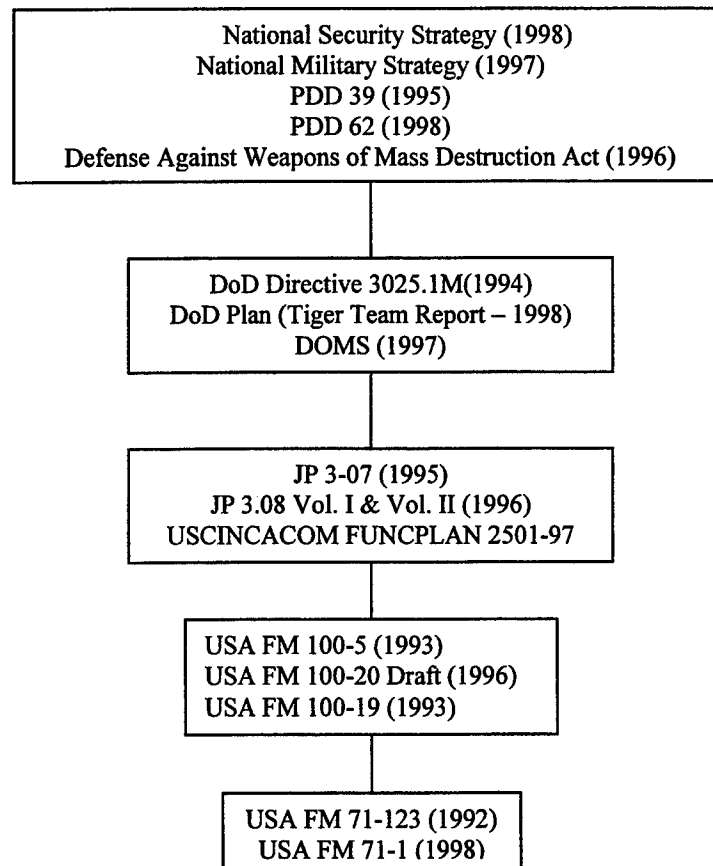 National Security Strategy (1998)
National Military Strategy (1997)
PDD 39 (1995)
PDD 62 (1998)
Defense Against Weapons of Mass Destruction Act (1996)
DoD Directive 3025.1M(1994)
DoD Plan (Tiger Team Report – 1998)
DOMS (1997)
JP 3-07 (1995)
JP 3.08 Vol. I & Vol. II (1996)
USCINCACOM FUNCPLAN 2501-97
USA FM 100-5 (1993)
USA FM 100-20 Draft (1996)
USA FM 100-19 (1993)
USA FM 71-123 (1992)
USA FM 71-1 (1998)